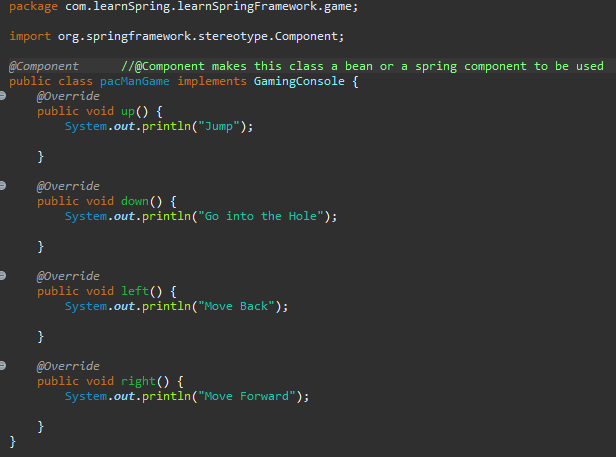 package com.learnSpring.learnSpringFramework.game;
import org.springframework.stereotype.Component;
@Component //@Component makes this class a bean or a spring component to be used
public class pacManGame implements GamingConsole {
@Override
public void up() {
System.out.println("Jump");
}
@Override
public void down() {
System.out.println("Go into the Hole");
}
@Override
public void left() {
System.out.println("Move Back");
}
@Override
public void right() {
System.out.println("Move Forward");
}
}